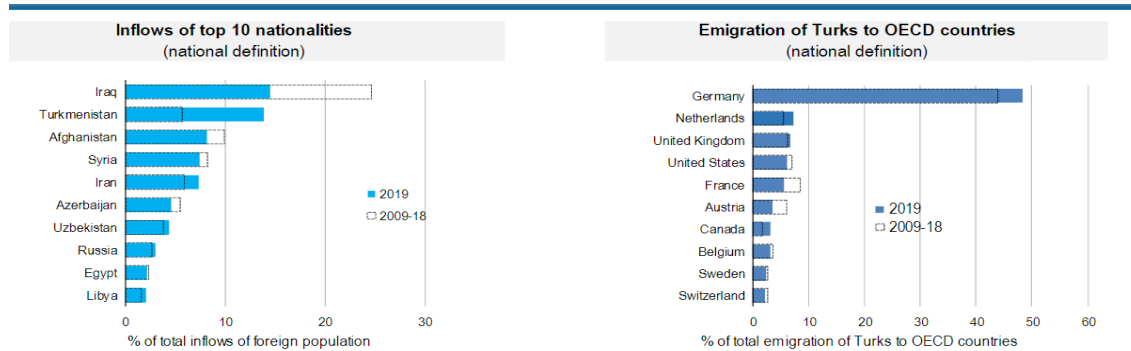 Inflows of top 10 nationalities
(national definition)
Iraq
Turkmenistan
Afghanistan
Syria
Iran
Azerbaijan
Uzbekistan
Russia
Egypt
Libya
2019
2009-18
0 10 20 30
% of total inflows of foreign population
Emigration of Turks to OECD countries
(national definition)
Germany
Netherlands
United Kingdom
United States
France
Austria
Canada
Belgium
Sweden
Switzerland
2019
2009-18
0 10 20 30 40 50 60
% of total emigration of Turks to OECD countries